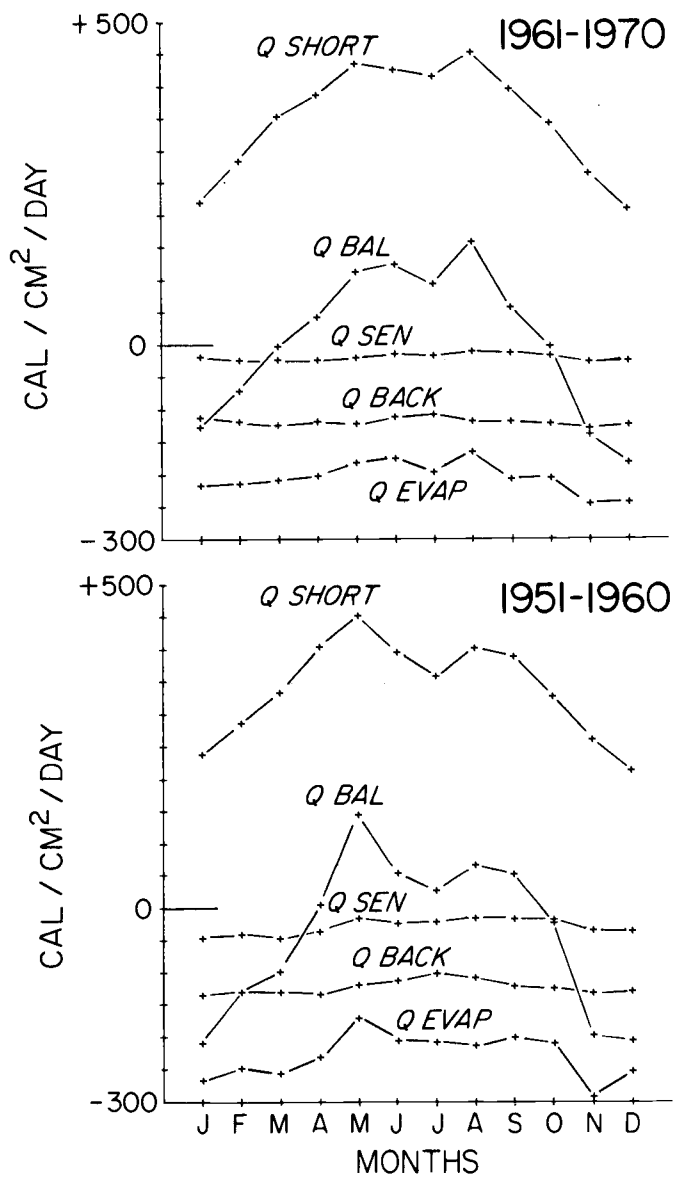 +500
1961-1970
Q SHORT
Q BAL
CAL / CM² / DAY
0
Q SEN
Q BACK
Q EVAP
-300
+500
1951-1960
Q SHORT
Q BAL
CAL / CM² / DAY
0
Q SEN
Q BACK
Q EVAP
-300
J F M A M J J A S O N D
MONTHS